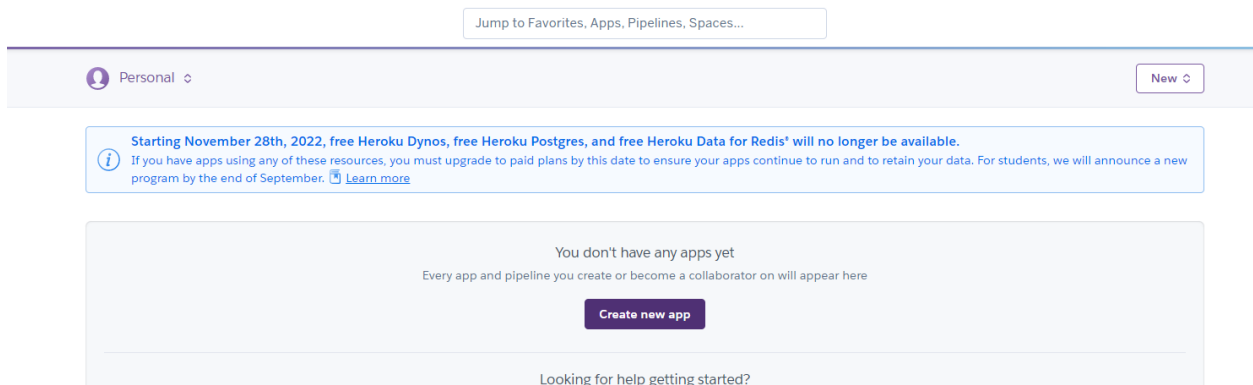 Jump to Favorites, Apps, Pipelines, Spaces...
Personal
New
Starting November 28th, 2022, free Heroku Dynos, free Heroku Postgres, and free Heroku Data for Redis® will no longer be available.
If you have apps using any of these resources, you must upgrade to paid plans by this date to ensure your apps continue to run and to retain your data. For students, we will announce a new
program by the end of September. Learn more
You don't have any apps yet
Every app and pipeline you create or become a collaborator on will appear here
Create new app
Looking for help getting started?